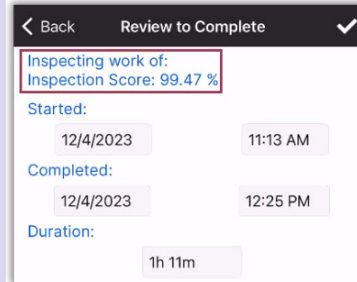 Back Review to Complete
Inspecting work of:
Inspection Score: 99.47 %
Started:
12/4/2023 11:13 AM
Completed:
12/4/2023 12:25 PM
Duration:
1h 11m